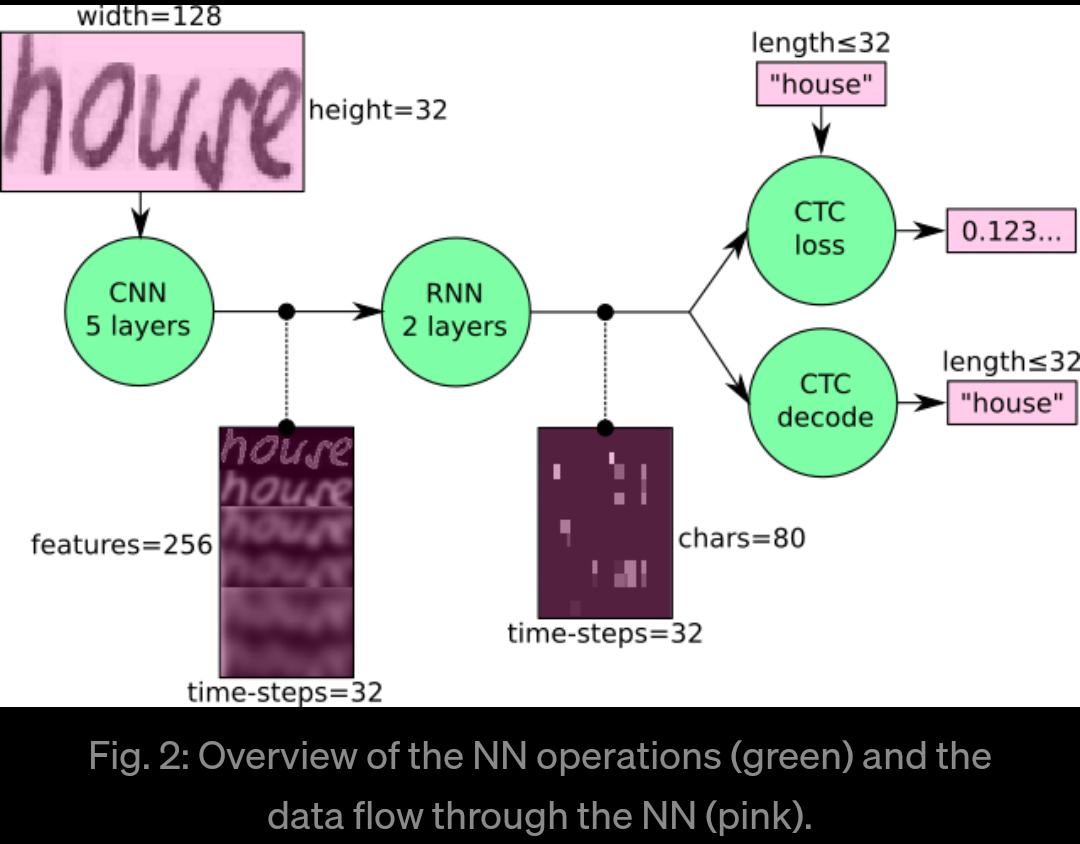 width=128
house
height=32
CNN
5 layers
features=256
house
house
house
house
time-steps=32
RNN
2 layers
chars=80
time-steps=32
length≤32
"house"
CTC
loss
0.123...
CTC
decode
length≤32
"house"
Fig. 2: Overview of the NN operations (green) and the
data flow through the NN (pink).